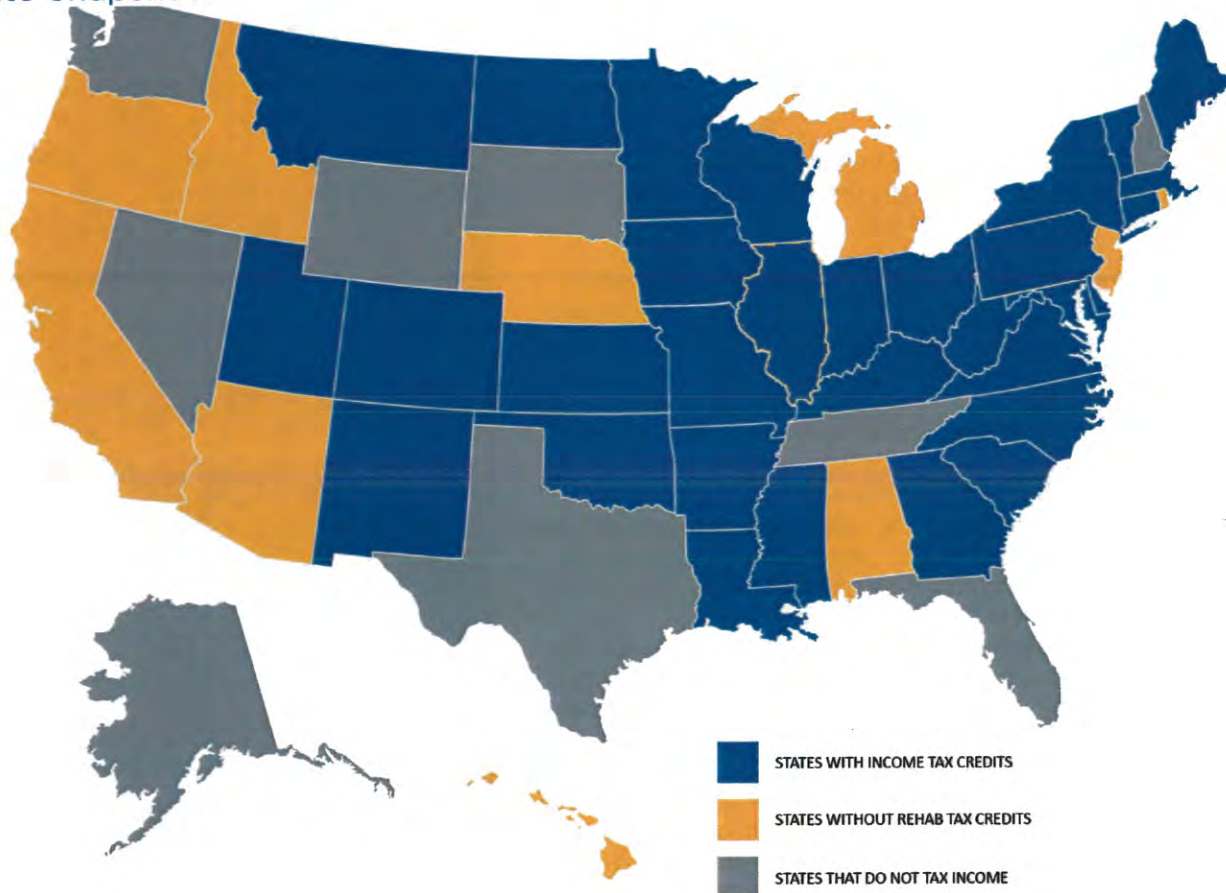 STATES WITH INCOME TAX CREDITS
STATES WITHOUT REHAB TAX CREDITS
STATES THAT DO NOT TAX INCOME